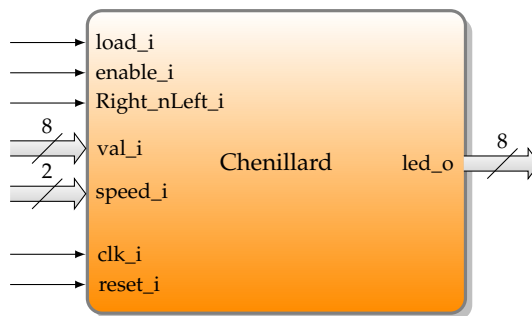 load_i
enable_i
Right_nLeft_i
8
val_i
Chenillard
led_o
8
2
speed_i
clk_i
reset_i